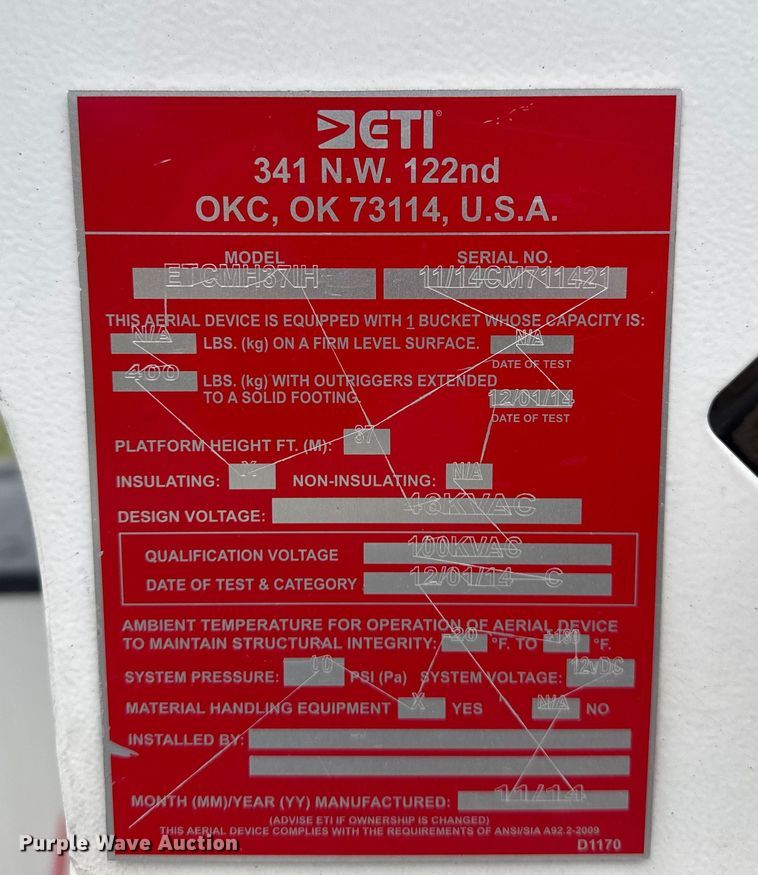 ETI®
341 N.W. 122nd
OKC, OK 73114, U.S.A.
MODEL SERIAL NO.
ETCMH37IH 11/14CM711421
THIS AERIAL DEVICE IS EQUIPPED WITH 1 BUCKET WHOSE CAPACITY IS:
N/A LBS. (kg) ON A FIRM LEVEL SURFACE. N/A
DATE OF TEST
400 LBS. (kg) WITH OUTRIGGERS EXTENDED
TO A SOLID FOOTING. 12/01/14
DATE OF TEST
PLATFORM HEIGHT FT. (M): 37
INSULATING: X NON-INSULATING: N/A
DESIGN VOLTAGE: 46KVAC
QUALIFICATION VOLTAGE 100KVAC
DATE OF TEST & CATEGORY 12/01/14 C
AMBIENT TEMPERATURE FOR OPERATION OF AERIAL DEVICE
TO MAINTAIN STRUCTURAL INTEGRITY: °F. TO °F.
SYSTEM PRESSURE: PSI (Pa) SYSTEM VOLTAGE: 12vDC
MATERIAL HANDLING EQUIPMENT X YES N/A NO
INSTALLED BY:
MONTH (MM)/YEAR (YY) MANUFACTURED: 11/14
(ADVISE ETI IF OWNERSHIP IS CHANGED)
THIS AERIAL DEVICE COMPLIES WITH THE REQUIREMENTS OF ANSI/SIA A92.2-2009
D1170
Purple Wave Auction